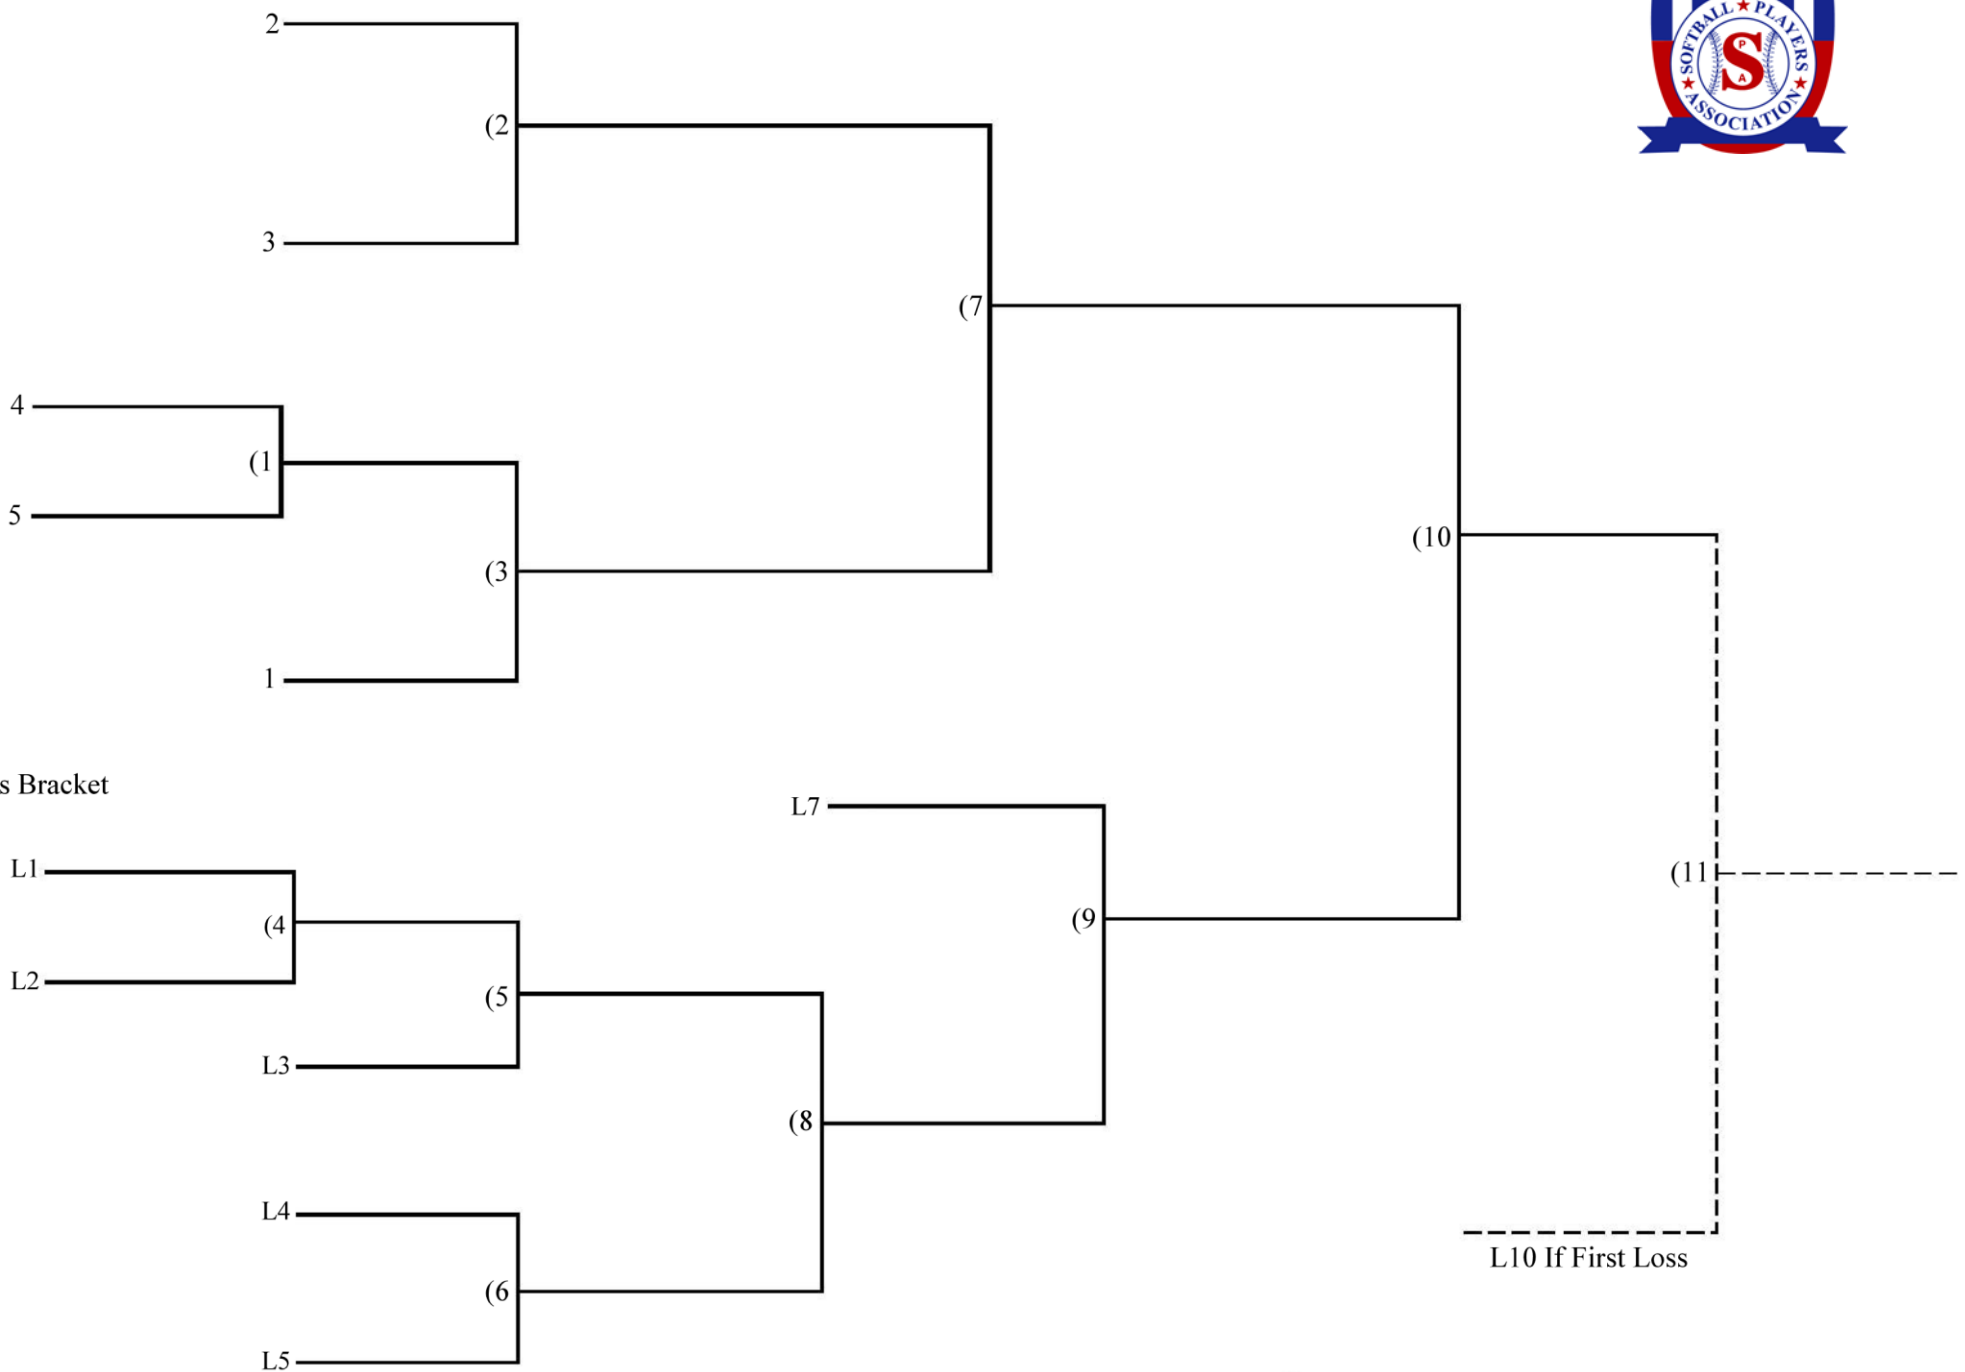 SOFTBALL ★ PLAYERS
★ ASSOCIATION ★
S
P
A
2
(2
3
(7
4
(1
5
(3
(10
1
s Bracket
L7
L1
(4
(9
(11
L2
(5
L3
(8
L4
L10 If First Loss
(6
L5